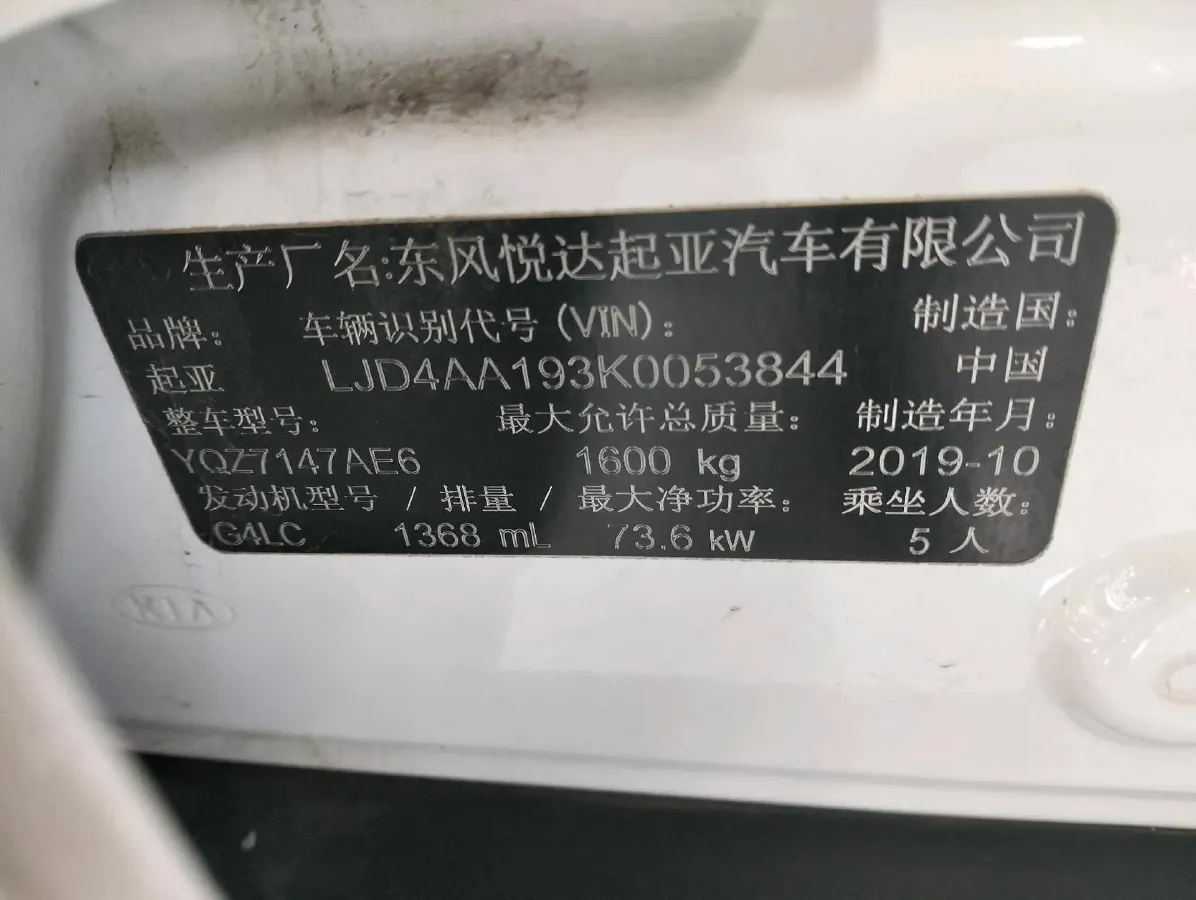 生产厂名:东风悦达起亚汽车有限公司
品牌: 车辆识别代号(VIN): 制造国:
起亚 LJD4AA193K0053844 中国
整车型号: 最大允许总质量: 制造年月:
YQZ7147AE6 1600 kg 2019-10
发动机型号 / 排量 / 最大净功率: 乘坐人数:
G4LC 1368 mL 73.6 kW 5 人
KIA